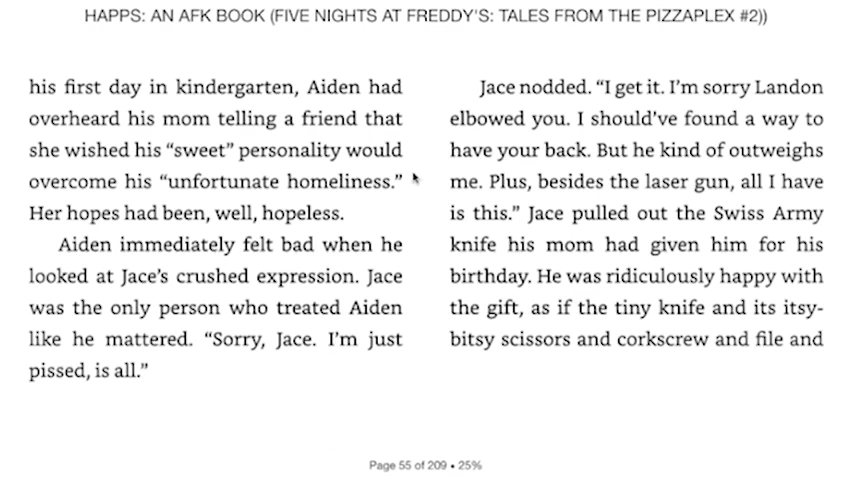 HAPPS: AN AFK BOOK (FIVE NIGHTS AT FREDDY'S: TALES FROM THE PIZZAPLEX #2))
his first day in kindergarten, Aiden had
overheard his mom telling a friend that
she wished his “sweet” personality would
overcome his “unfortunate homeliness.”
Her hopes had been, well, hopeless.
Aiden immediately felt bad when he
looked at Jace’s crushed expression. Jace
was the only person who treated Aiden
like he mattered. “Sorry, Jace. I’m just
pissed, is all.”
Jace nodded. “I get it. I’m sorry Landon
elbowed you. I should’ve found a way to
have your back. But he kind of outweighs
me. Plus, besides the laser gun, all I have
is this.” Jace pulled out the Swiss Army
knife his mom had given him for his
birthday. He was ridiculously happy with
the gift, as if the tiny knife and its itsy-
bitsy scissors and corkscrew and file and
Page 55 of 209 • 25%